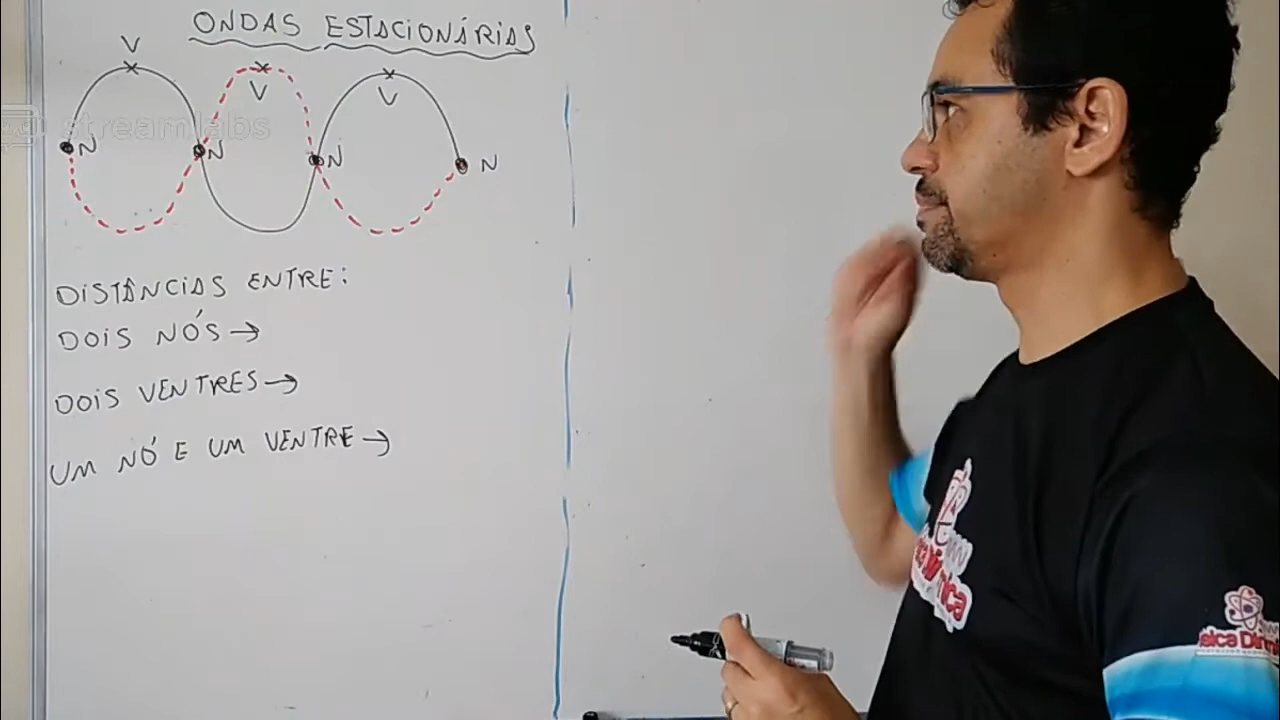 ONDAS ESTACIONÁRIAS
V
V
V
N
N
N
N
streamlabs
DISTÂNCIAS ENTRE:
DOIS NÓS →
DOIS VENTRES →
UM NÓ E UM VENTRE →